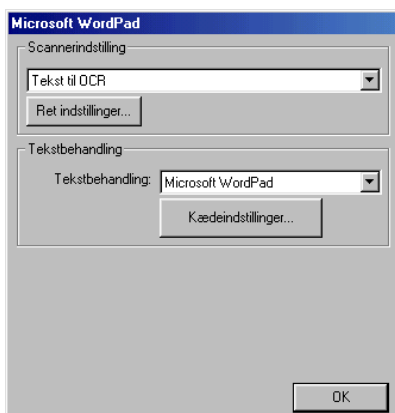 Microsoft WordPad
Scannerindstilling
Tekst til OCR
Ret indstillinger...
Tekstbehandling
Tekstbehandling: Microsoft WordPad
Kædeindstillinger...
OK